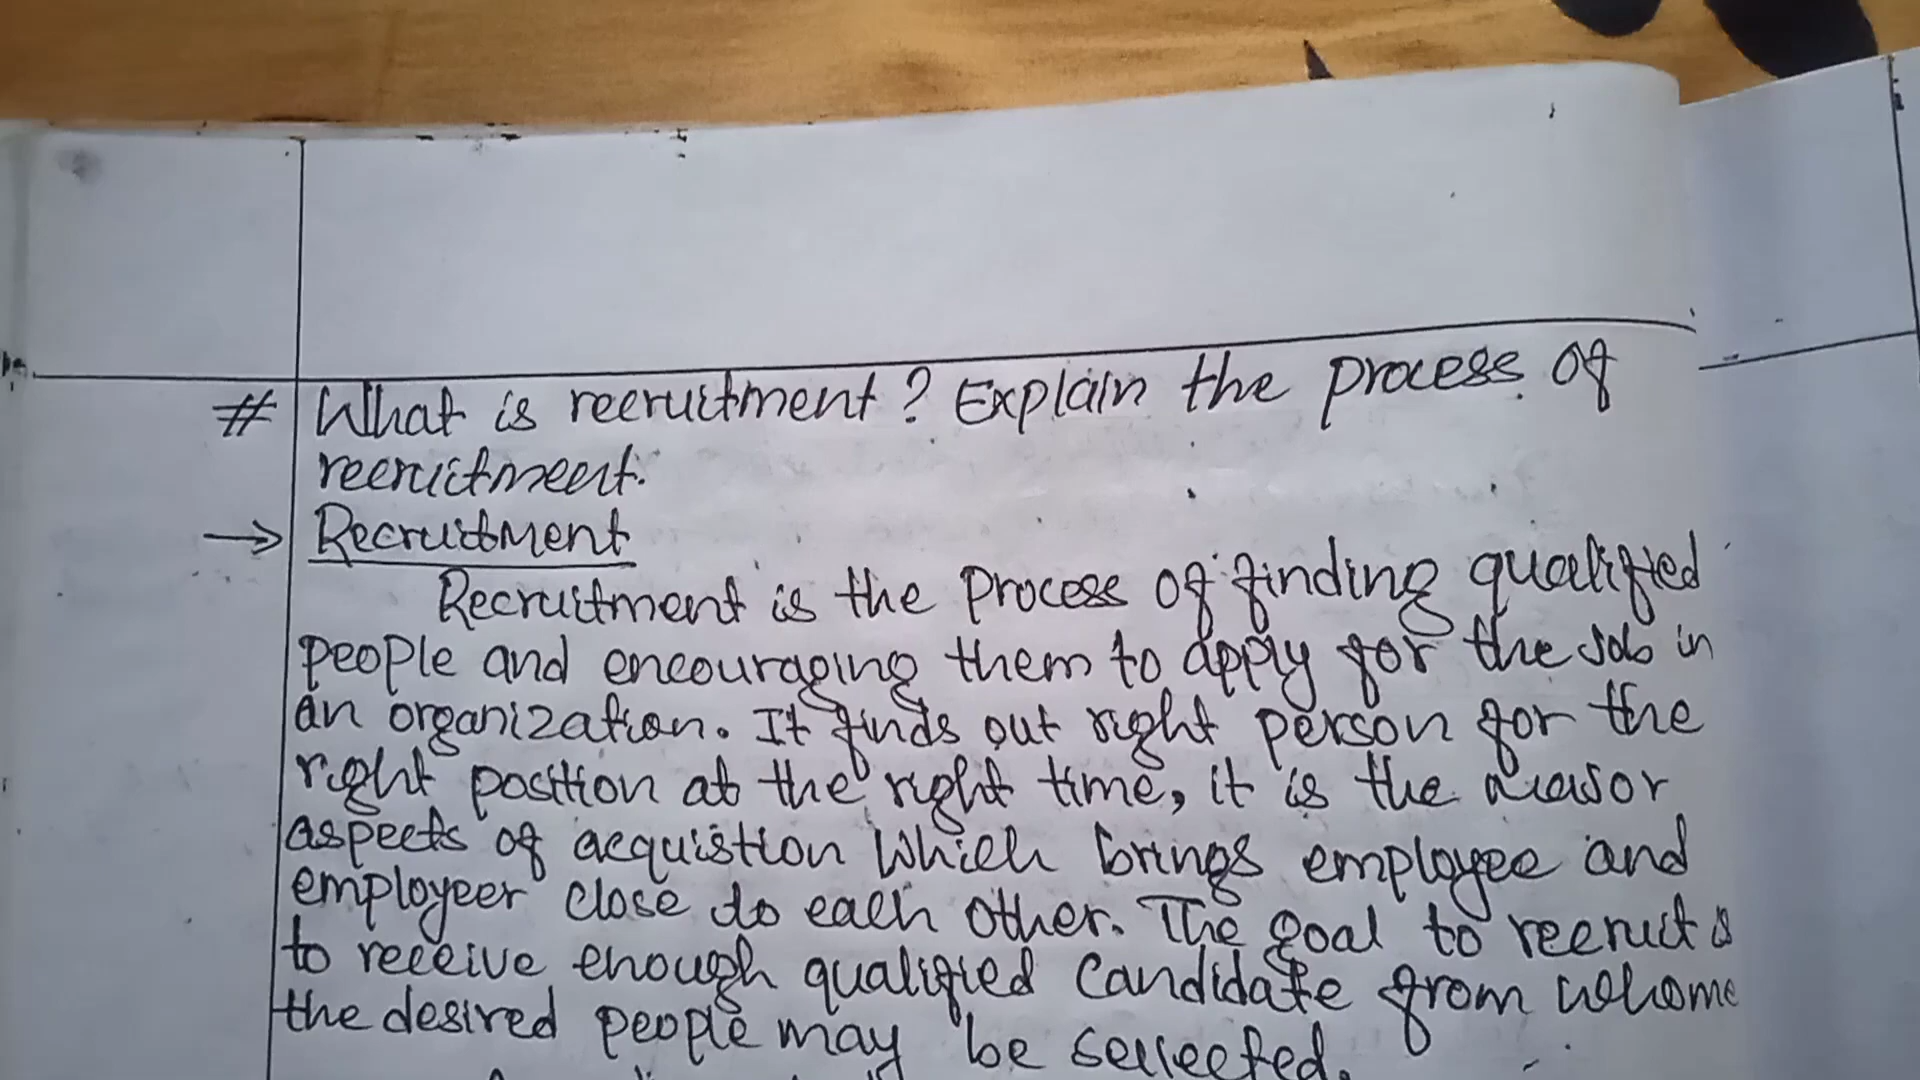 # What is recruitment? Explain the process of
recruitment.
→ Recruitment
Recruitment is the process of finding qualified
people and encouraging them to apply for the job in
an organization. It finds out right person for the
right position at the right time, it is the major
aspects of acquistion which brings employee and
employeer close to each other. The goal to recruit is
to receive enough qualified candidate from whome
the desired people may be sellected.